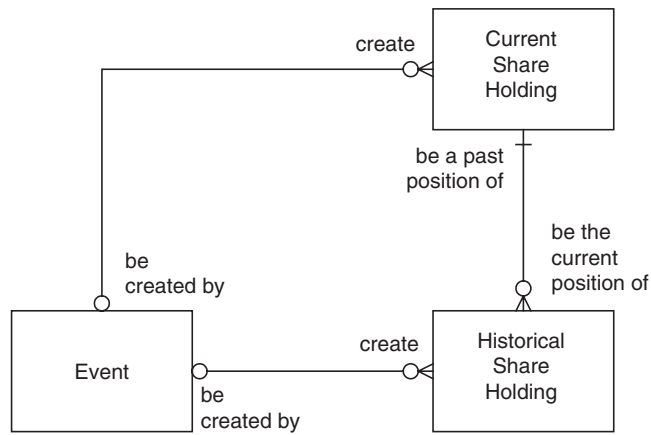 create
Current
Share
Holding
be a past
position of
be the
current
position of
be
created by
Event
create
be
created by
Historical
Share
Holding